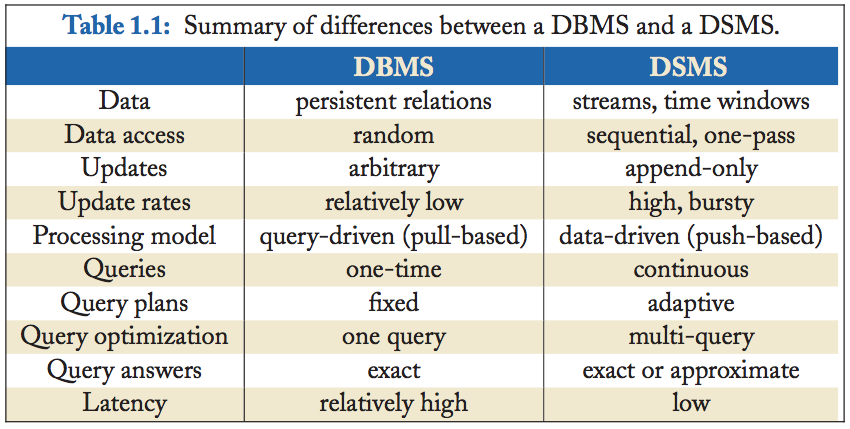 Table 1.1: Summary of differences between a DBMS and a DSMS.
DBMS DSMS
Data persistent relations streams, time windows
Data access random sequential, one-pass
Updates arbitrary append-only
Update rates relatively low high, bursty
Processing model query-driven (pull-based) data-driven (push-based)
Queries one-time continuous
Query plans fixed adaptive
Query optimization one query multi-query
Query answers exact exact or approximate
Latency relatively high low